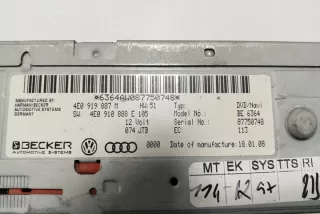 *6364AW087750748*
MANUFACTURED BY:
HARMAN/BECKER
AUTOMOTIVE SYSTEMS
GERMANY
4E0 919 887 M HW:51 Typ: DVD/Navi
SW: 4E0 910 888 E:105 Model No.: BE 6364
12 Volt Serial No.: 87750748
074 JTB EC 113
Date of manufacture: 18.01.08
BECKER
AUTOMOTIVE SYSTEMS
MT EK SYS TTS RI